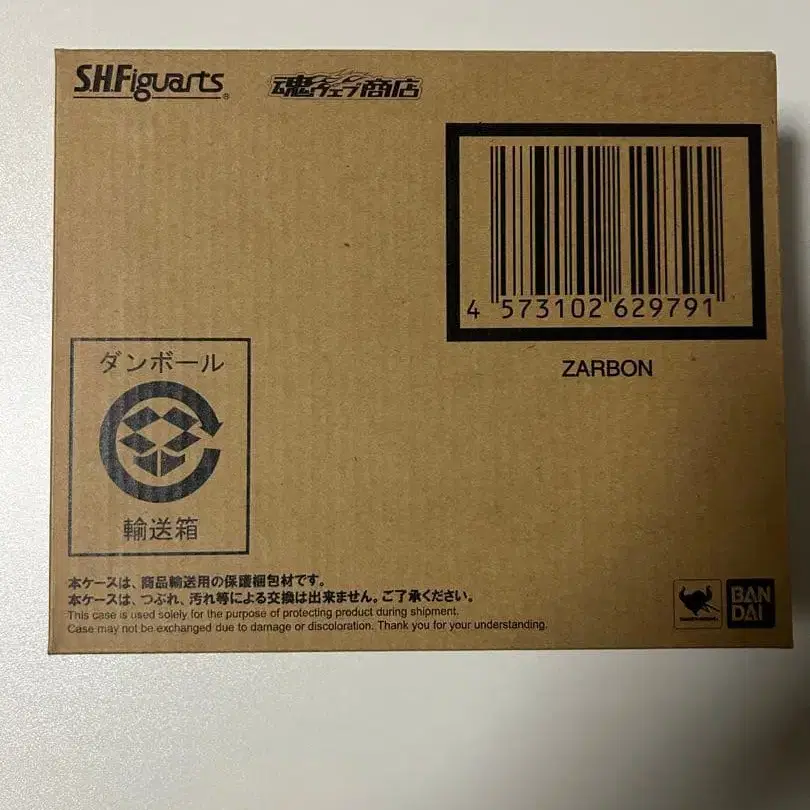 S.H.Figuarts®
魂ウェブ商店
4 573102 629791
ZARBON
ダンボール
輸送箱
本ケースは、商品輸送用の保護梱包材です。
本ケースは、つぶれ、汚れ等による交換は出来ません。ご了承ください。
This case is used solely for the purpose of protecting product during shipment.
Case may not be exchanged due to damage or discoloration. Thank you for your understanding.
BAN
DAI